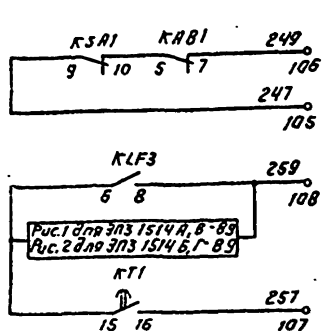 KSA1 KAB1 249
9 10 5 7 106
247
105
KLF3 259
6 8 108
Рис.1 для ЭПЗ 1514 А, В-89
Рис.2 для ЭПЗ 1514 Б, Г-89
KT1 257
15 16 107